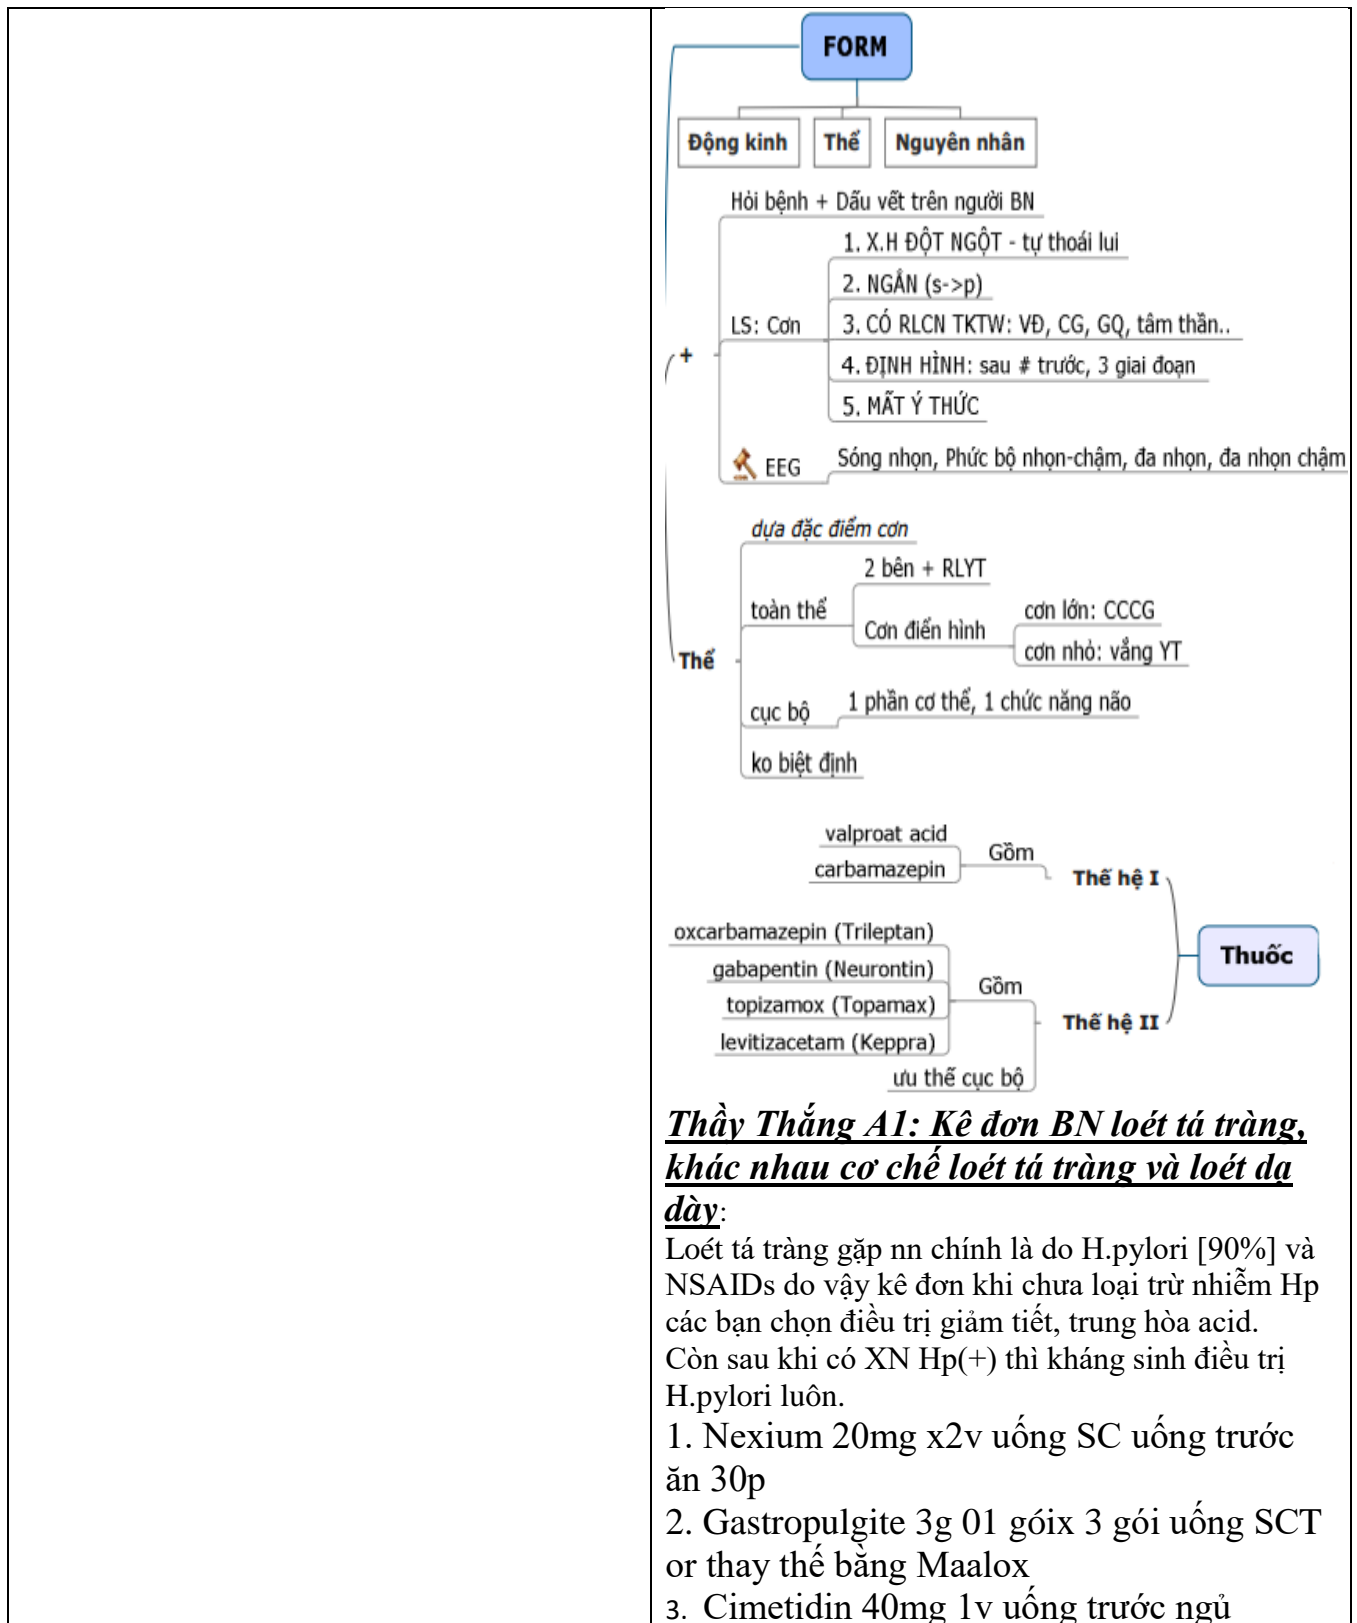 FORM
Động kinh
Thể
Nguyên nhân
Hỏi bệnh + Dấu vết trên người BN
1. X.H ĐỘT NGỘT - tự thoái lui
2. NGẮN (s->p)
LS: Cơn
3. CÓ RLCN TKTW: VĐ, CG, GQ, tâm thần..
+
4. ĐỊNH HÌNH: sau # trước, 3 giai đoạn
5. MẤT Ý THỨC
EEG
Sóng nhọn, Phức bộ nhọn-chậm, đa nhọn, đa nhọn chậm
dựa đặc điểm cơn
2 bên + RLYT
toàn thể
Cơn điển hình
cơn lớn: CCCG
cơn nhỏ: vắng YT
Thể
cục bộ
1 phần cơ thể, 1 chức năng não
ko biệt định
valproat acid
carbamazepin
Gồm
Thế hệ I
oxcarbamazepin (Trileptan)
gabapentin (Neurontin)
topizamox (Topamax)
levitizacetam (Keppra)
Gồm
Thế hệ II
ưu thế cục bộ
Thuốc
Thầy Thắng A1: Kê đơn BN loét tá tràng,
khác nhau cơ chế loét tá tràng và loét dạ
dày:
Loét tá tràng gặp nn chính là do H.pylori [90%] và
NSAIDs do vậy kê đơn khi chưa loại trừ nhiễm Hp
các bạn chọn điều trị giảm tiết, trung hòa acid.
Còn sau khi có XN Hp(+) thì kháng sinh điều trị
H.pylori luôn.
1. Nexium 20mg x2v uống SC uống trước
ăn 30p
2. Gastropulgite 3g 01 góix 3 gói uống SCT
or thay thế bằng Maalox
3. Cimetidin 40mg 1v uống trước ngủ